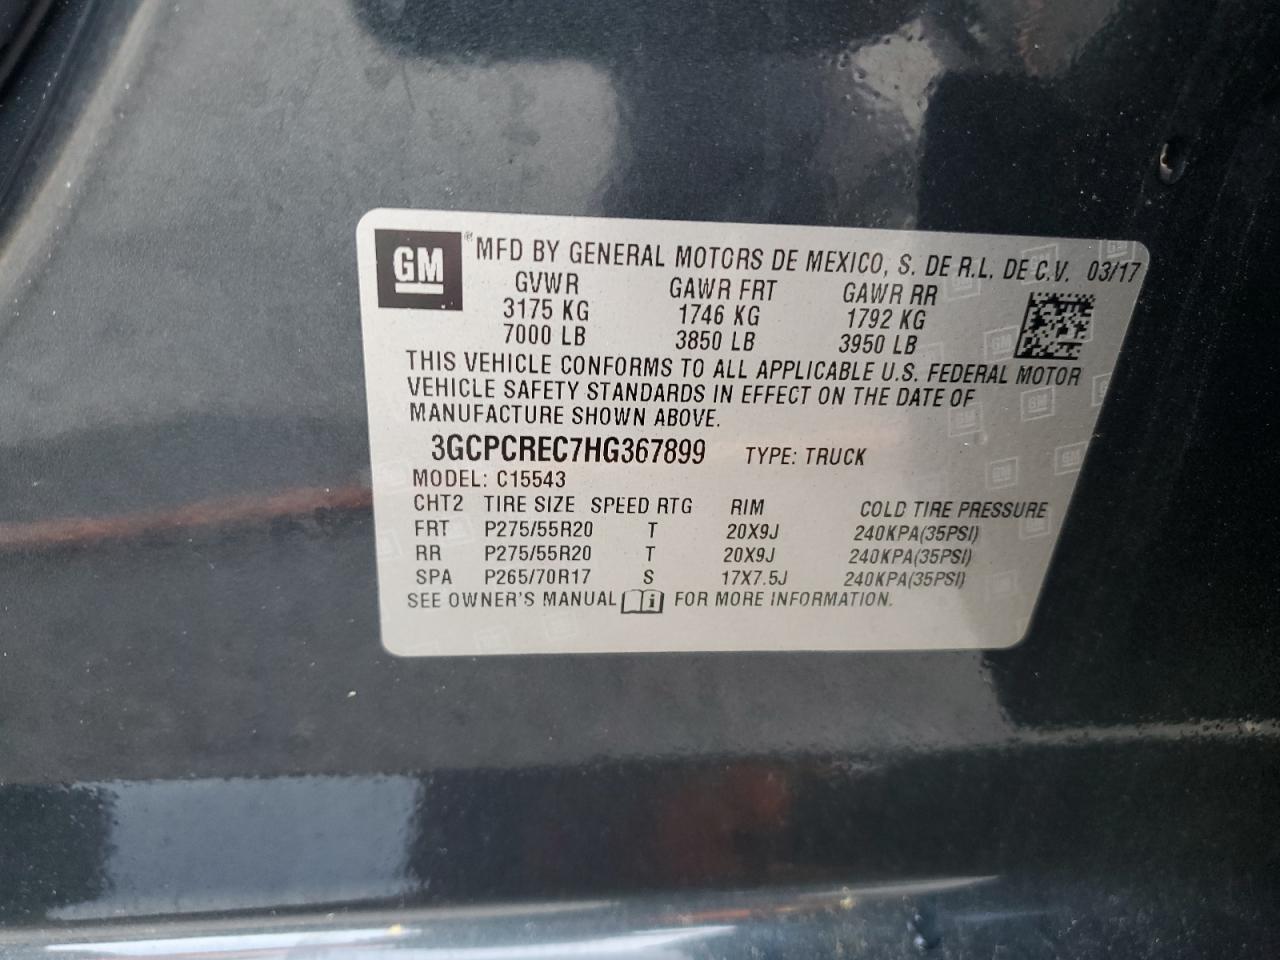 GM ® MFD BY GENERAL MOTORS DE MEXICO, S. DE R.L. DE C.V. 03/17
GVWR GAWR FRT GAWR RR
3175 KG 1746 KG 1792 KG
7000 LB 3850 LB 3950 LB
THIS VEHICLE CONFORMS TO ALL APPLICABLE U.S. FEDERAL MOTOR
VEHICLE SAFETY STANDARDS IN EFFECT ON THE DATE OF
MANUFACTURE SHOWN ABOVE.
3GCPCREC7HG367899 TYPE: TRUCK
MODEL: C15543
CHT2 TIRE SIZE SPEED RTG RIM COLD TIRE PRESSURE
FRT P275/55R20 T 20X9J 240KPA(35PSI)
RR P275/55R20 T 20X9J 240KPA(35PSI)
SPA P265/70R17 S 17X7.5J 240KPA(35PSI)
SEE OWNER'S MANUAL i FOR MORE INFORMATION.